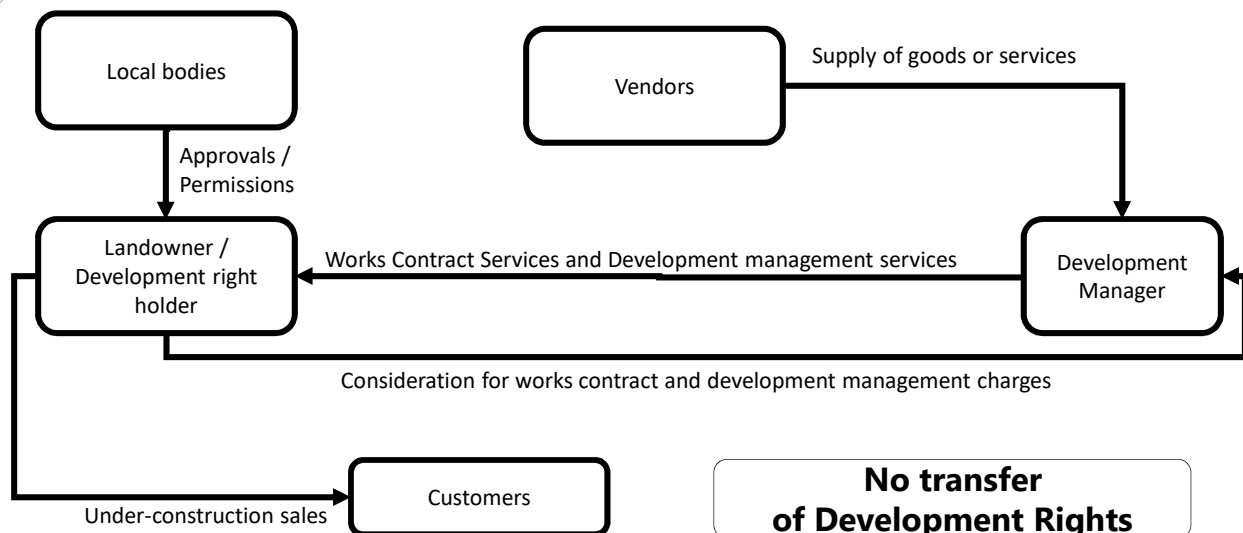 Local bodies
Vendors
Supply of goods or services
Approvals /
Permissions
Landowner /
Development right
holder
Works Contract Services and Development management services
Development
Manager
Consideration for works contract and development management charges
Customers
Under-construction sales
No transfer
of Development Rights